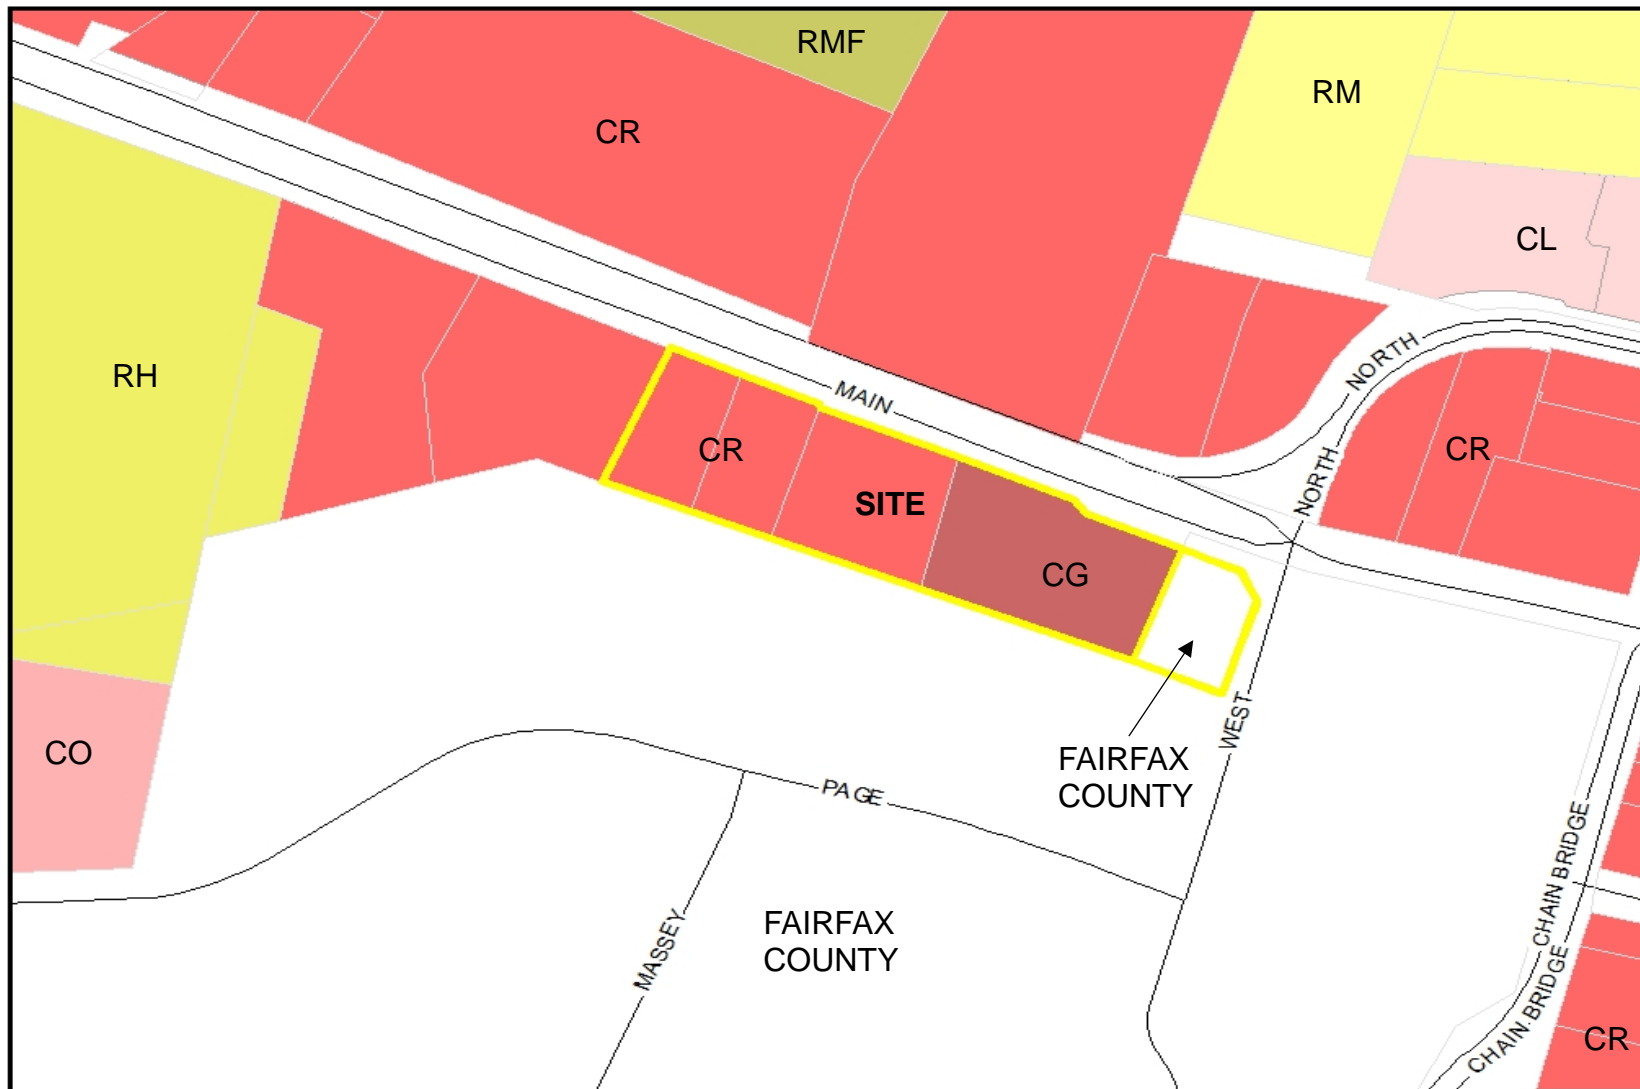 RMF
RM
CR
CL
NORTH
RH
MAIN
CR
CR
NORTH
SITE
CG
FAIRFAX
COUNTY
WEST
CO
PAGE
CHAIN BRIDGE
MASSEY
FAIRFAX
COUNTY
CHAIN BRIDGE
CR